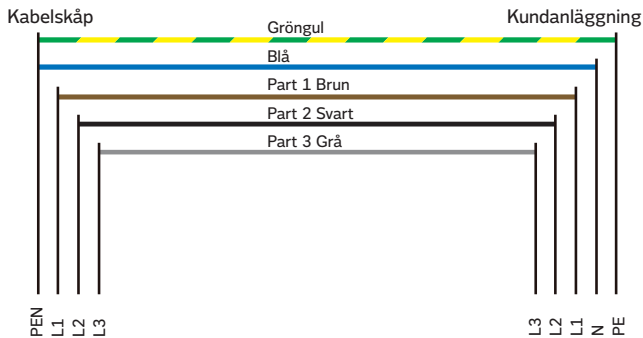 Kabelskåp
Kundanläggning
Gröngul
Blå
Part 1 Brun
Part 2 Svart
Part 3 Grå
PEN
L1
L2
L3
L3
L2
L1
N
PE